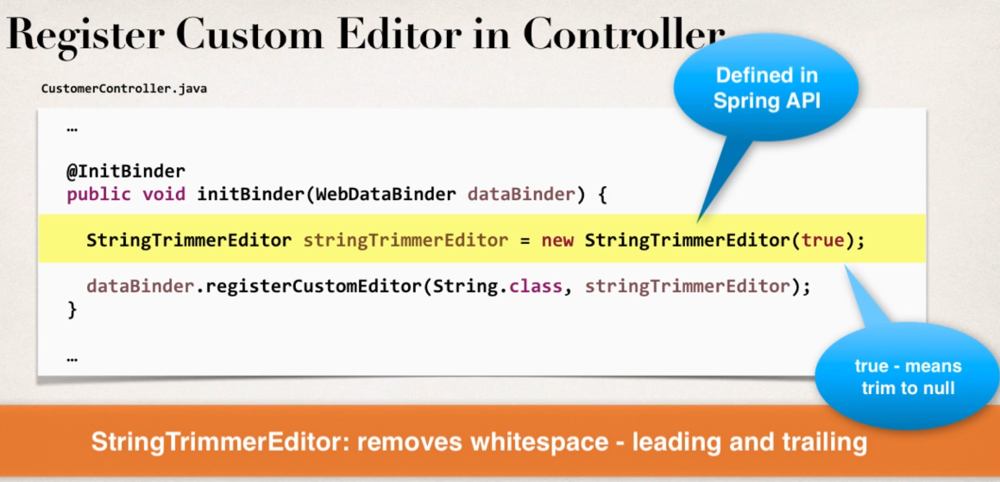 Register Custom Editor in Controller
Defined in
Spring API
CustomerController.java
…
@InitBinder
public void initBinder(WebDataBinder dataBinder) {
StringTrimmerEditor stringTrimmerEditor = new StringTrimmerEditor(true);
dataBinder.registerCustomEditor(String.class, stringTrimmerEditor);
}
…
true - means
trim to null
StringTrimmerEditor: removes whitespace - leading and trailing